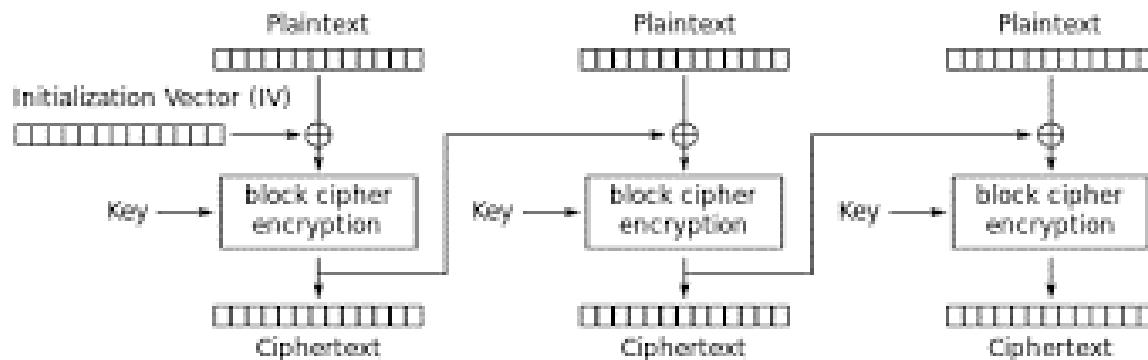 Plaintext Plaintext Plaintext
Initialization Vector (IV)
Key block cipher encryption
Key block cipher encryption
Key block cipher encryption
Ciphertext Ciphertext Ciphertext